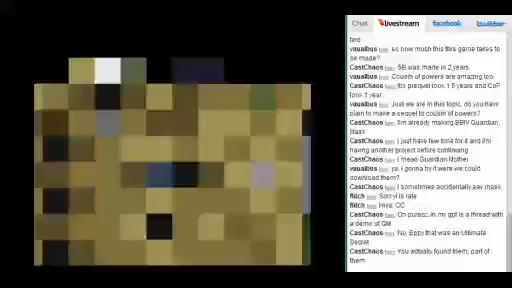 Chat livestream facebook twitter
time
vaualbus: so how much this this game takes to
be made?
CastChaos: SB was made in 2 years.
vaualbus: Cousin of powers are amazing too.
CastChaos: Its prequel took 1.5 years and CoP
took 1 year.
vaualbus: Just we are in this topic, do you have
plain to make a sequel to cousin of powers?
CastChaos: I'm already making BEIV Guardian,
Mask
CastChaos: I just have few time for it and I'm
having another project before continuing
CastChaos: I mean Guardian Mother
vaualbus: ja, I gonna try it were we could
download them?
CastChaos: I sometimes accidentally say mask.
flitch: Sorry is late
flitch: Hiya, CC
CastChaos: On purezc, in my gpf is a thread with
a demo of GM
CastChaos: No, Eppy that was an Ultimate
Secret
CastChaos: You actually found them, part of
them